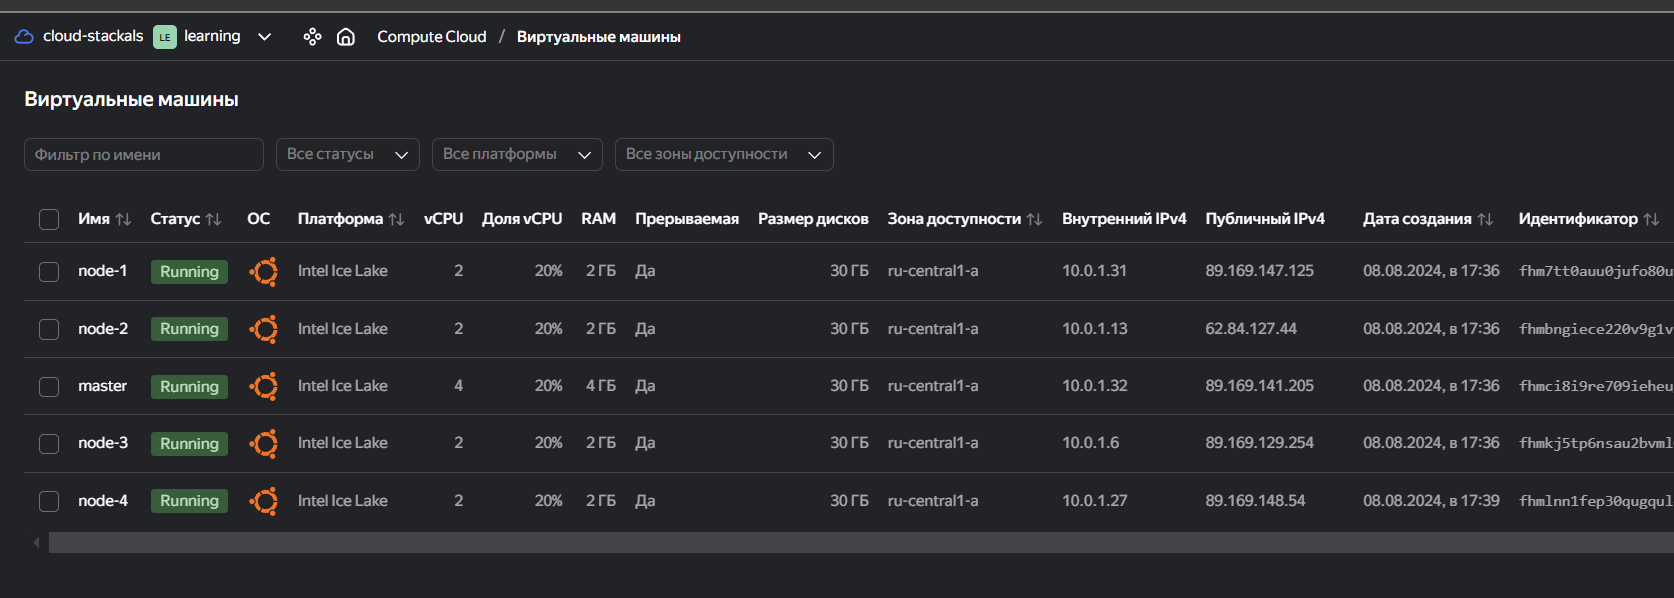 cloud-stackals LE learning Compute Cloud / Виртуальные машины
Виртуальные машины
Фильтр по имени Все статусы Все платформы Все зоны доступности
Имя Статус ОС Платформа vCPU Доля vCPU RAM Прерываемая Размер дисков Зона доступности Внутренний IPv4 Публичный IPv4 Дата создания Идентификатор
node-1 Running Intel Ice Lake 2 20% 2 ГБ Да 30 ГБ ru-central1-a 10.0.1.31 89.169.147.125 08.08.2024, в 17:36 fhm7tt0auu0jufo80u
node-2 Running Intel Ice Lake 2 20% 2 ГБ Да 30 ГБ ru-central1-a 10.0.1.13 62.84.127.44 08.08.2024, в 17:36 fhmbngiece220v9g1v
master Running Intel Ice Lake 4 20% 4 ГБ Да 30 ГБ ru-central1-a 10.0.1.32 89.169.141.205 08.08.2024, в 17:36 fhmci8i9re709ieheu
node-3 Running Intel Ice Lake 2 20% 2 ГБ Да 30 ГБ ru-central1-a 10.0.1.6 89.169.129.254 08.08.2024, в 17:36 fhmkj5tp6nsau2bvml
node-4 Running Intel Ice Lake 2 20% 2 ГБ Да 30 ГБ ru-central1-a 10.0.1.27 89.169.148.54 08.08.2024, в 17:39 fhmlnn1fep30qugqul